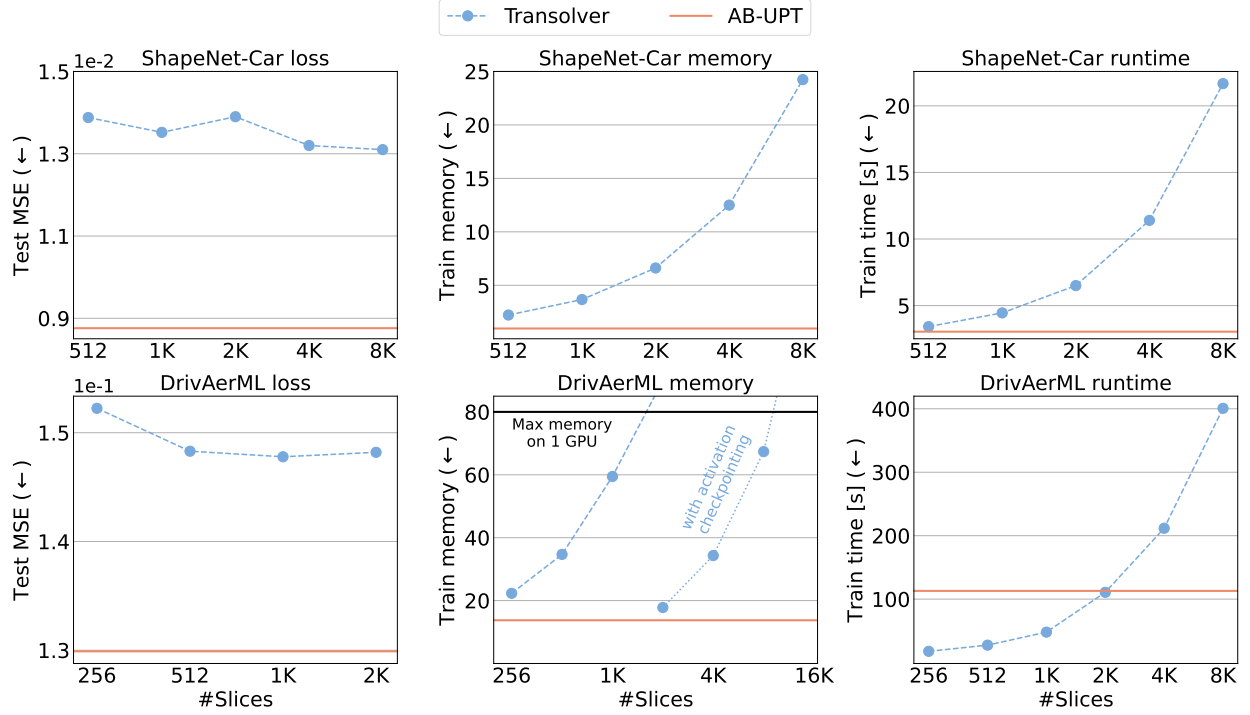 Transolver AB-UPT
1e-2 ShapeNet-Car loss
Test MSE (←)
1.5
1.3
1.1
0.9
512 1K 2K 4K 8K
ShapeNet-Car memory
Train memory (←)
25
20
15
10
5
512 1K 2K 4K 8K
ShapeNet-Car runtime
Train time [s] (←)
20
15
10
5
512 1K 2K 4K 8K
1e-1 DrivAerML loss
Test MSE (←)
1.5
1.4
1.3
256 512 1K 2K
#Slices
DrivAerML memory
Train memory (←)
80
60
40
20
Max memory
on 1 GPU
with activation
checkpointing
256 1K 4K 16K
#Slices
DrivAerML runtime
Train time [s] (←)
400
300
200
100
256 512 1K 2K 4K 8K
#Slices